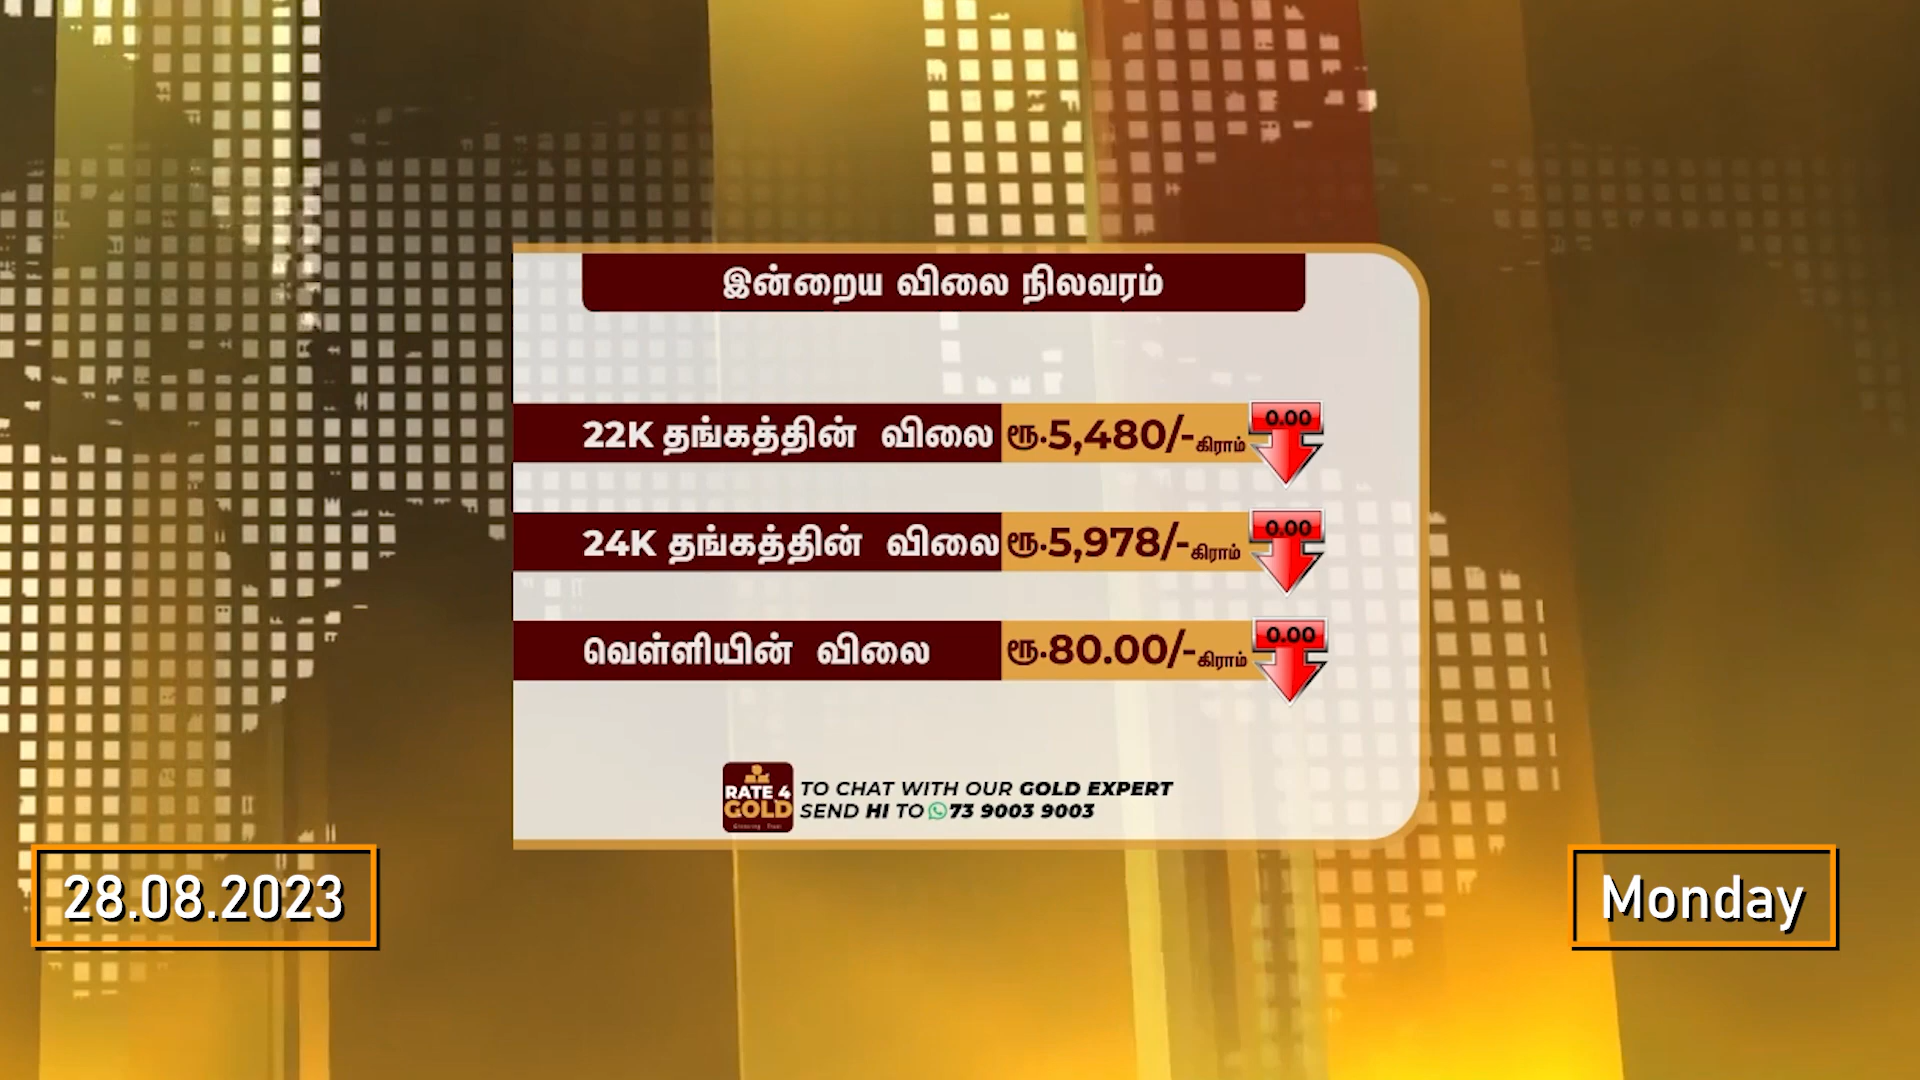 இன்றைய விலை நிலவரம்
22K தங்கத்தின் விலை ரூ.5,480/-கிராம் 0.00
24K தங்கத்தின் விலை ரூ.5,978/-கிராம் 0.00
வெள்ளியின் விலை ரூ.80.00/-கிராம் 0.00
RATE 4
GOLD
TO CHAT WITH OUR GOLD EXPERT
SEND HI TO 73 9003 9003
28.08.2023
Monday